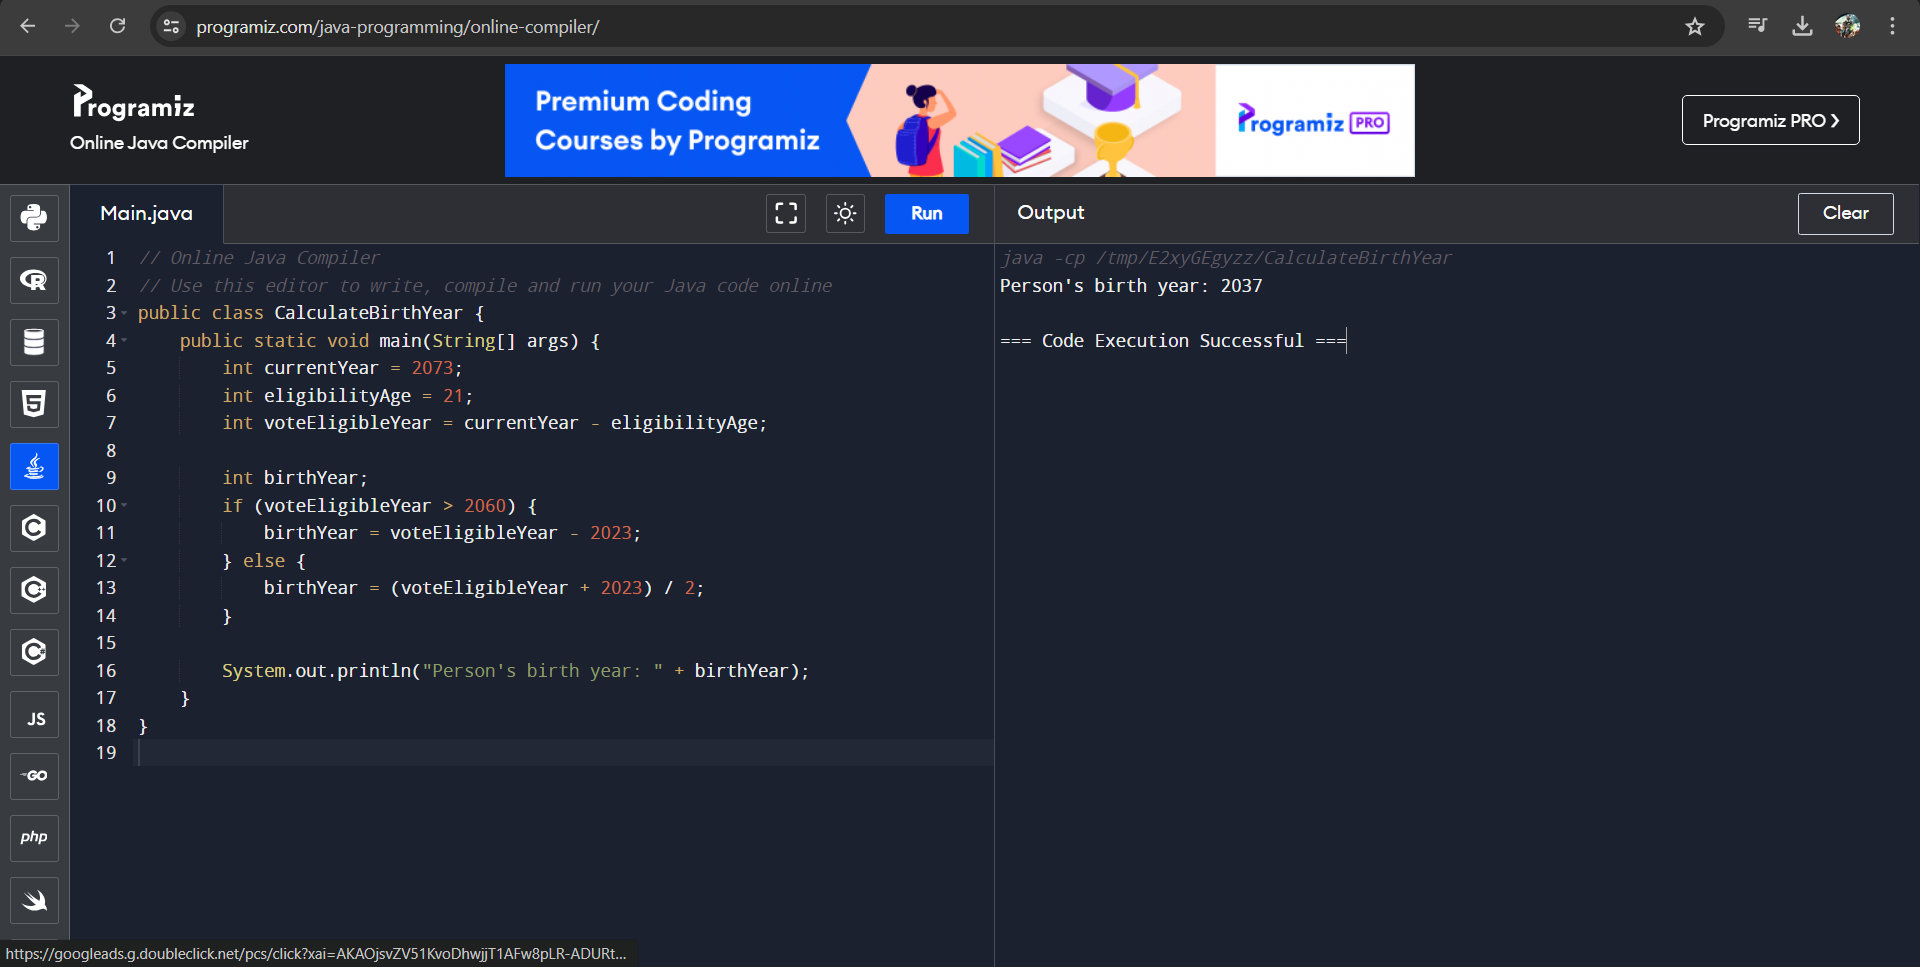 programiz.com/java-programming/online-compiler/
Programiz
Online Java Compiler
Premium Coding
Courses by Programiz
Programiz PRO
Programiz PRO ❯
Main.java
Run
Output
Clear
1 // Online Java Compiler
2 // Use this editor to write, compile and run your Java code online
3 public class CalculateBirthYear {
4     public static void main(String[] args) {
5         int currentYear = 2073;
6         int eligibilityAge = 21;
7         int voteEligibleYear = currentYear - eligibilityAge;
8
9         int birthYear;
10         if (voteEligibleYear > 2060) {
11             birthYear = voteEligibleYear - 2023;
12         } else {
13             birthYear = (voteEligibleYear + 2023) / 2;
14         }
15
16         System.out.println("Person's birth year: " + birthYear);
17     }
18 }
19
java -cp /tmp/E2xyGEgyzz/CalculateBirthYear
Person's birth year: 2037
=== Code Execution Successful ===
R
5
C
C++
C#
JS
GO
php
https://googleads.g.doubleclick.net/pcs/click?xai=AKAOjsvZV51KvoDhwjjT1AFw8pLR-ADURt...